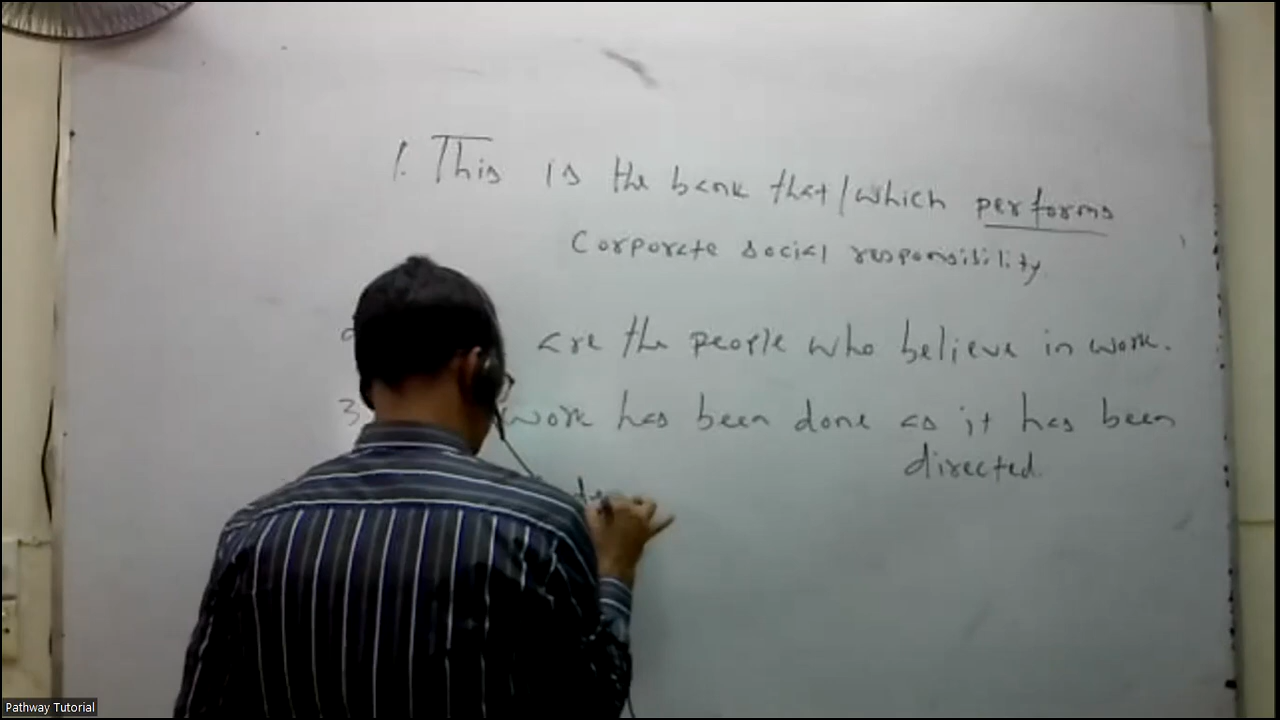 1. This is the bank that/which performs
corporate social responsibility.
are the people who believe in work.
3 work has been done as it has been
directed.
Pathway Tutorial